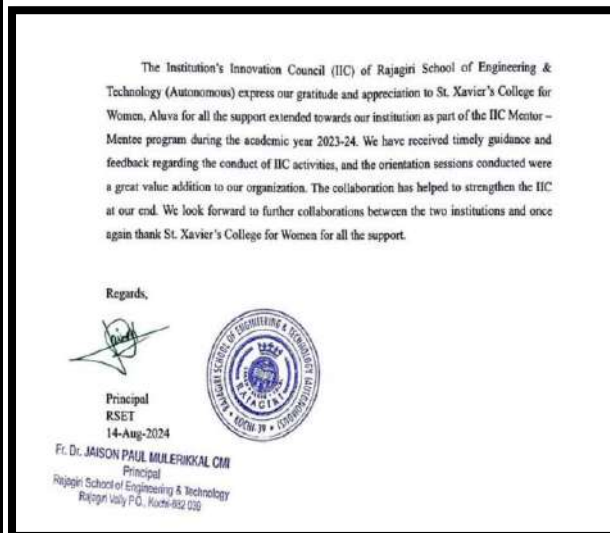 The Institution's Innovation Council (IIC) of Rajagiri School of Engineering &
Technology (Autonomous) express our gratitude and appreciation to St. Xavier's College for
Women, Aluva for all the support extended towards our institution as part of the IIC Mentor –
Mentee program during the academic year 2023-24. We have received timely guidance and
feedback regarding the conduct of IIC activities, and the orientation sessions conducted were
a great value addition to our organization. The collaboration has helped to strengthen the IIC
at our end. We look forward to further collaborations between the two institutions and once
again thank St. Xavier's College for Women for all the support.
Regards,
RAJAGIRI SCHOOL OF ENGINEERING & TECHNOLOGY (AUTONOMOUS)
RAJAGIRI
KOCHI-39
Principal
RSET
14-Aug-2024
Fr. Dr. JAISON PAUL MULERIKKAL CMI
Principal
Rajagiri School of Engineering & Technology
Rajagiri Vally P.O., Kochi-682 039